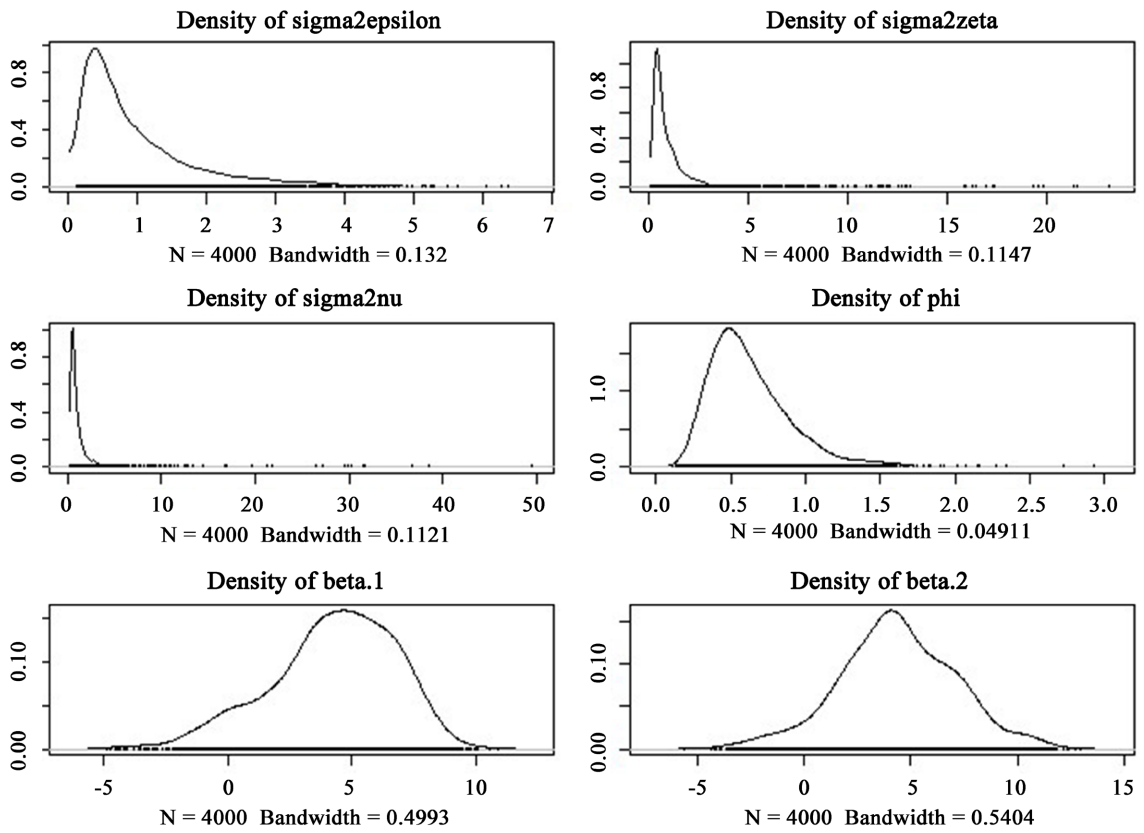 Density of sigma2epsilon
0.0 0.4 0.8
0 1 2 3 4 5 6 7
N = 4000 Bandwidth = 0.132
Density of sigma2zeta
0.0 0.4 0.8
0 5 10 15 20
N = 4000 Bandwidth = 0.1147
Density of sigma2nu
0.0 0.4 0.8
0 10 20 30 40 50
N = 4000 Bandwidth = 0.1121
Density of phi
0.0 1.0
0.0 0.5 1.0 1.5 2.0 2.5 3.0
N = 4000 Bandwidth = 0.04911
Density of beta.1
0.00 0.10
-5 0 5 10
N = 4000 Bandwidth = 0.4993
Density of beta.2
0.00 0.10
-5 0 5 10 15
N = 4000 Bandwidth = 0.5404